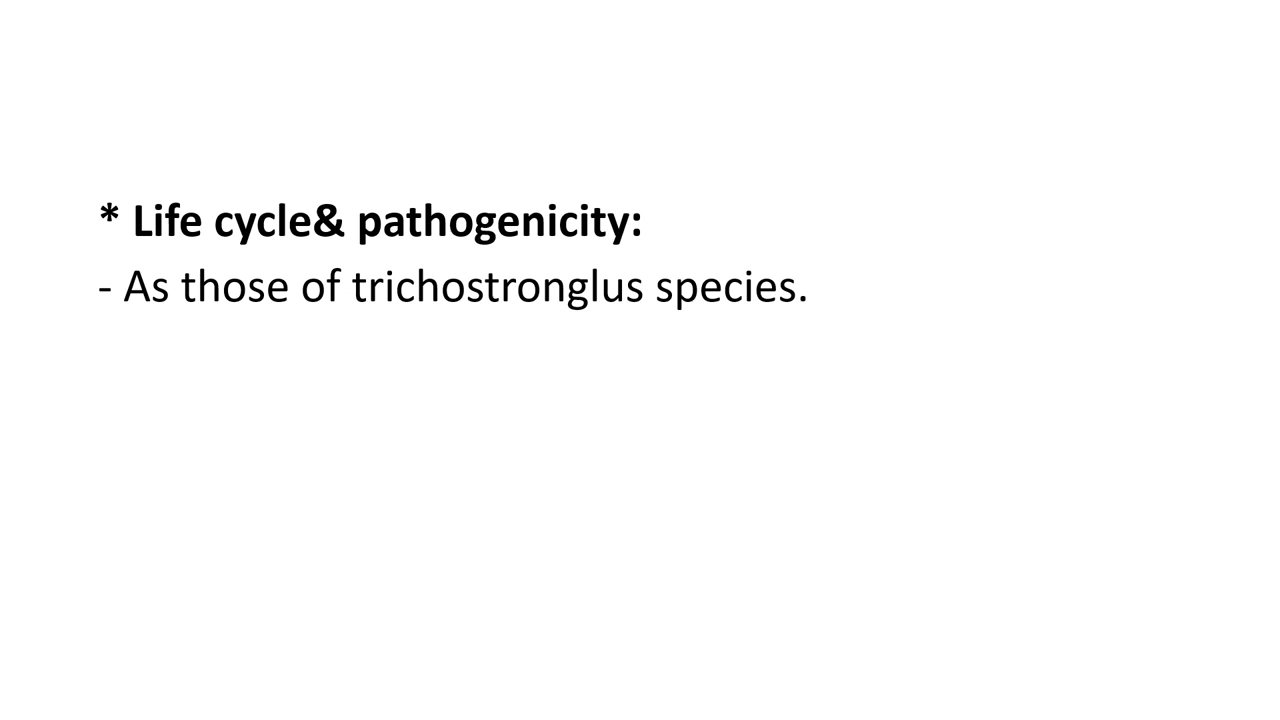 * Life cycle& pathogenicity:
- As those of trichostronglus species.